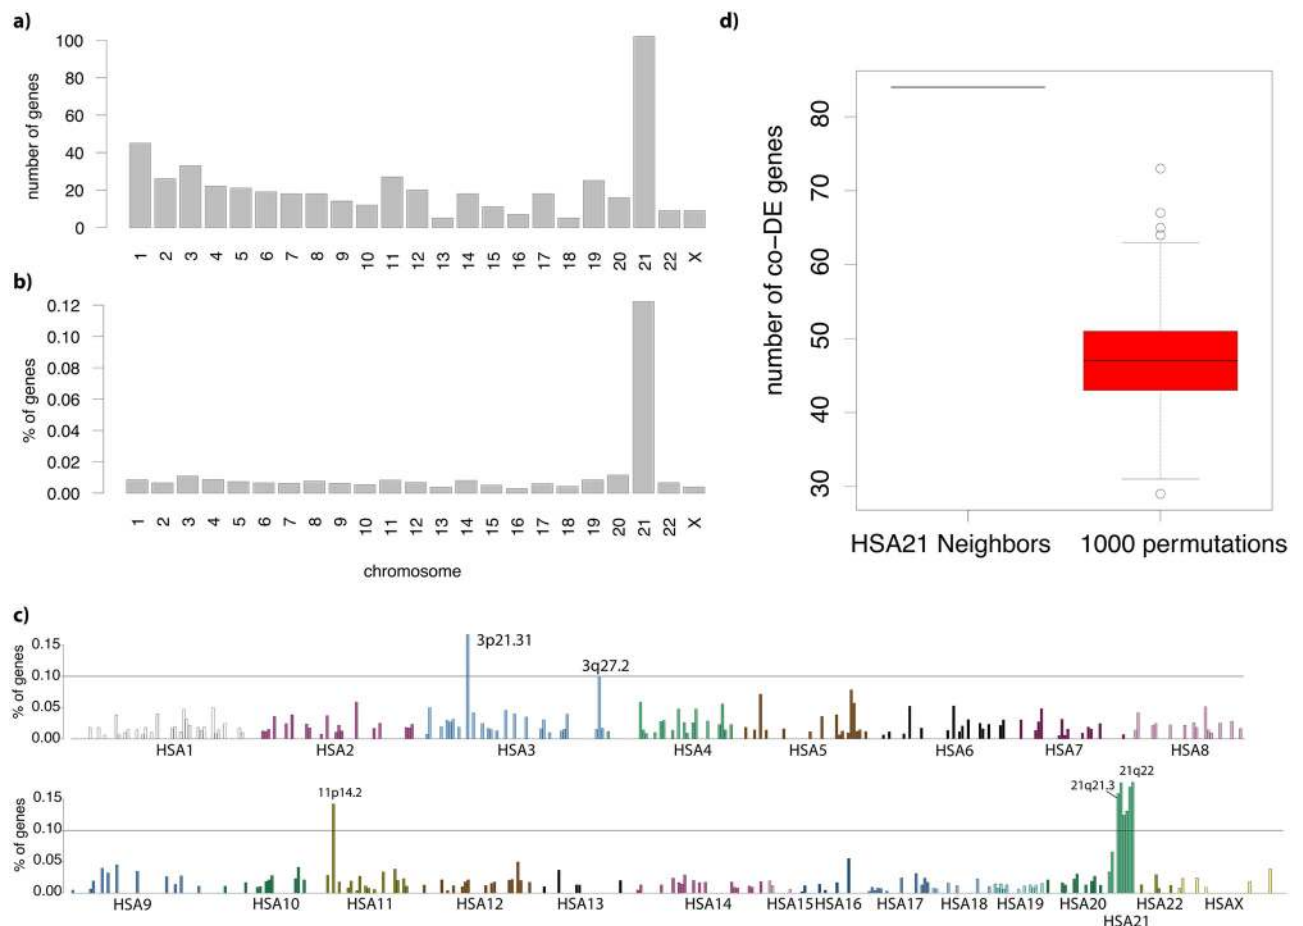 a)
number of genes
100
80
60
40
20
0
1 2 3 4 5 6 7 8 9 10 11 12 13 14 15 16 17 18 19 20 21 22 X
b)
% of genes
0.12
0.10
0.08
0.06
0.04
0.02
0.00
1 2 3 4 5 6 7 8 9 10 11 12 13 14 15 16 17 18 19 20 21 22 X
chromosome
d)
number of co-DE genes
80
70
60
50
40
30
HSA21 Neighbors 1000 permutations
c)
% of genes
0.15
0.10
0.05
0.00
3p21.31
3q27.2
HSA1 HSA2 HSA3 HSA4 HSA5 HSA6 HSA7 HSA8
% of genes
0.15
0.10
0.05
0.00
11p14.2
21q22
21q21.3
HSA9 HSA10 HSA11 HSA12 HSA13 HSA14 HSA15 HSA16 HSA17 HSA18 HSA19 HSA20 HSA22 HSAX
HSA21